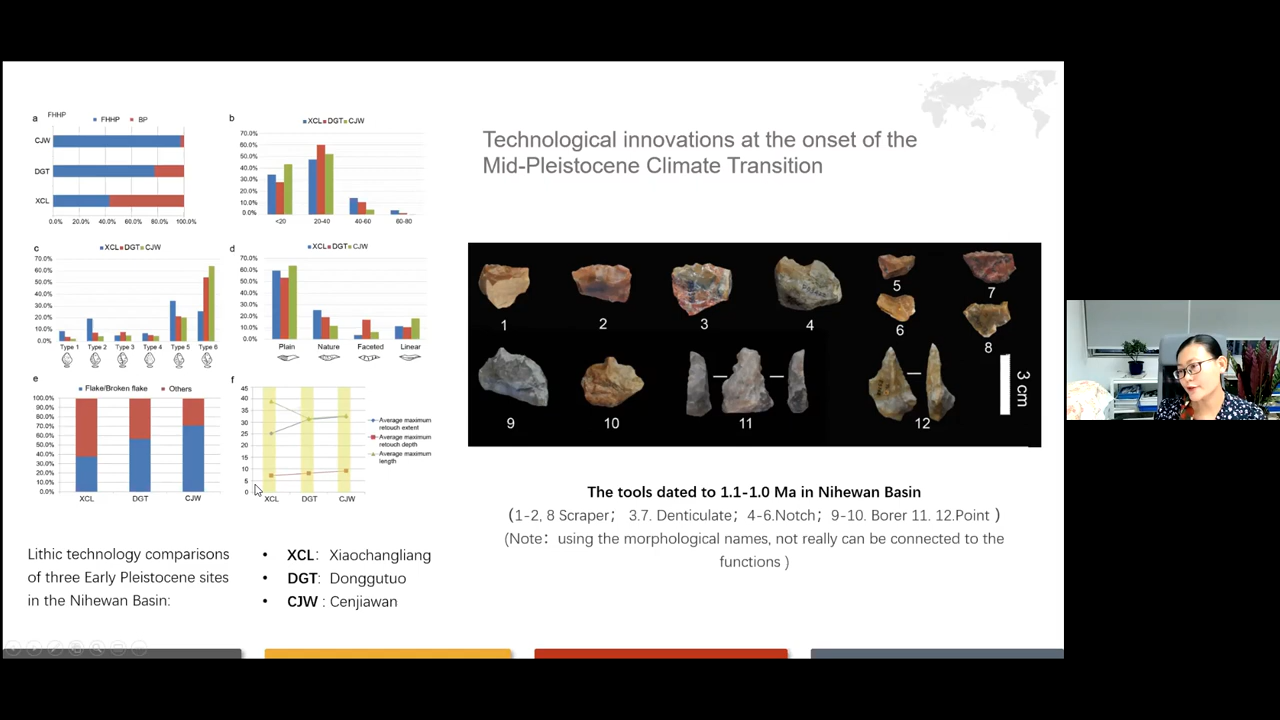 FHHP
a
FHHP BP
CJW
DGT
XCL
0.0% 20.0% 40.0% 60.0% 80.0% 100.0%
b
XCL DGT CJW
70.0%
60.0%
50.0%
40.0%
30.0%
20.0%
10.0%
0.0%
<20 20-40 40-60 60-80
c
XCL DGT CJW
70.0%
60.0%
50.0%
40.0%
30.0%
20.0%
10.0%
0.0%
Type 1 Type 2 Type 3 Type 4 Type 5 Type 6
d
XCL DGT CJW
70.0%
60.0%
50.0%
40.0%
30.0%
20.0%
10.0%
0.0%
Plain Nature Faceted Linear
e
Flake/Broken flake Others
100.0%
90.0%
80.0%
70.0%
60.0%
50.0%
40.0%
30.0%
20.0%
10.0%
0.0%
XCL DGT CJW
f
45
40
35
30
25
20
15
10
5
0
XCL DGT CJW
Average maximum
retouch extent
Average maximum
retouch depth
Average maximum
length
Lithic technology comparisons
of three Early Pleistocene sites
in the Nihewan Basin:
• XCL： Xiaochangliang
• DGT： Donggutuo
• CJW : Cenjiawan
Technological innovations at the onset of the
Mid-Pleistocene Climate Transition
1 2 3 4 5 6 7 8
9 10 11 12
3 cm
The tools dated to 1.1-1.0 Ma in Nihewan Basin
（1-2, 8 Scraper； 3.7. Denticulate；4-6.Notch；9-10. Borer 11. 12.Point ）
(Note：using the morphological names, not really can be connected to the
functions )